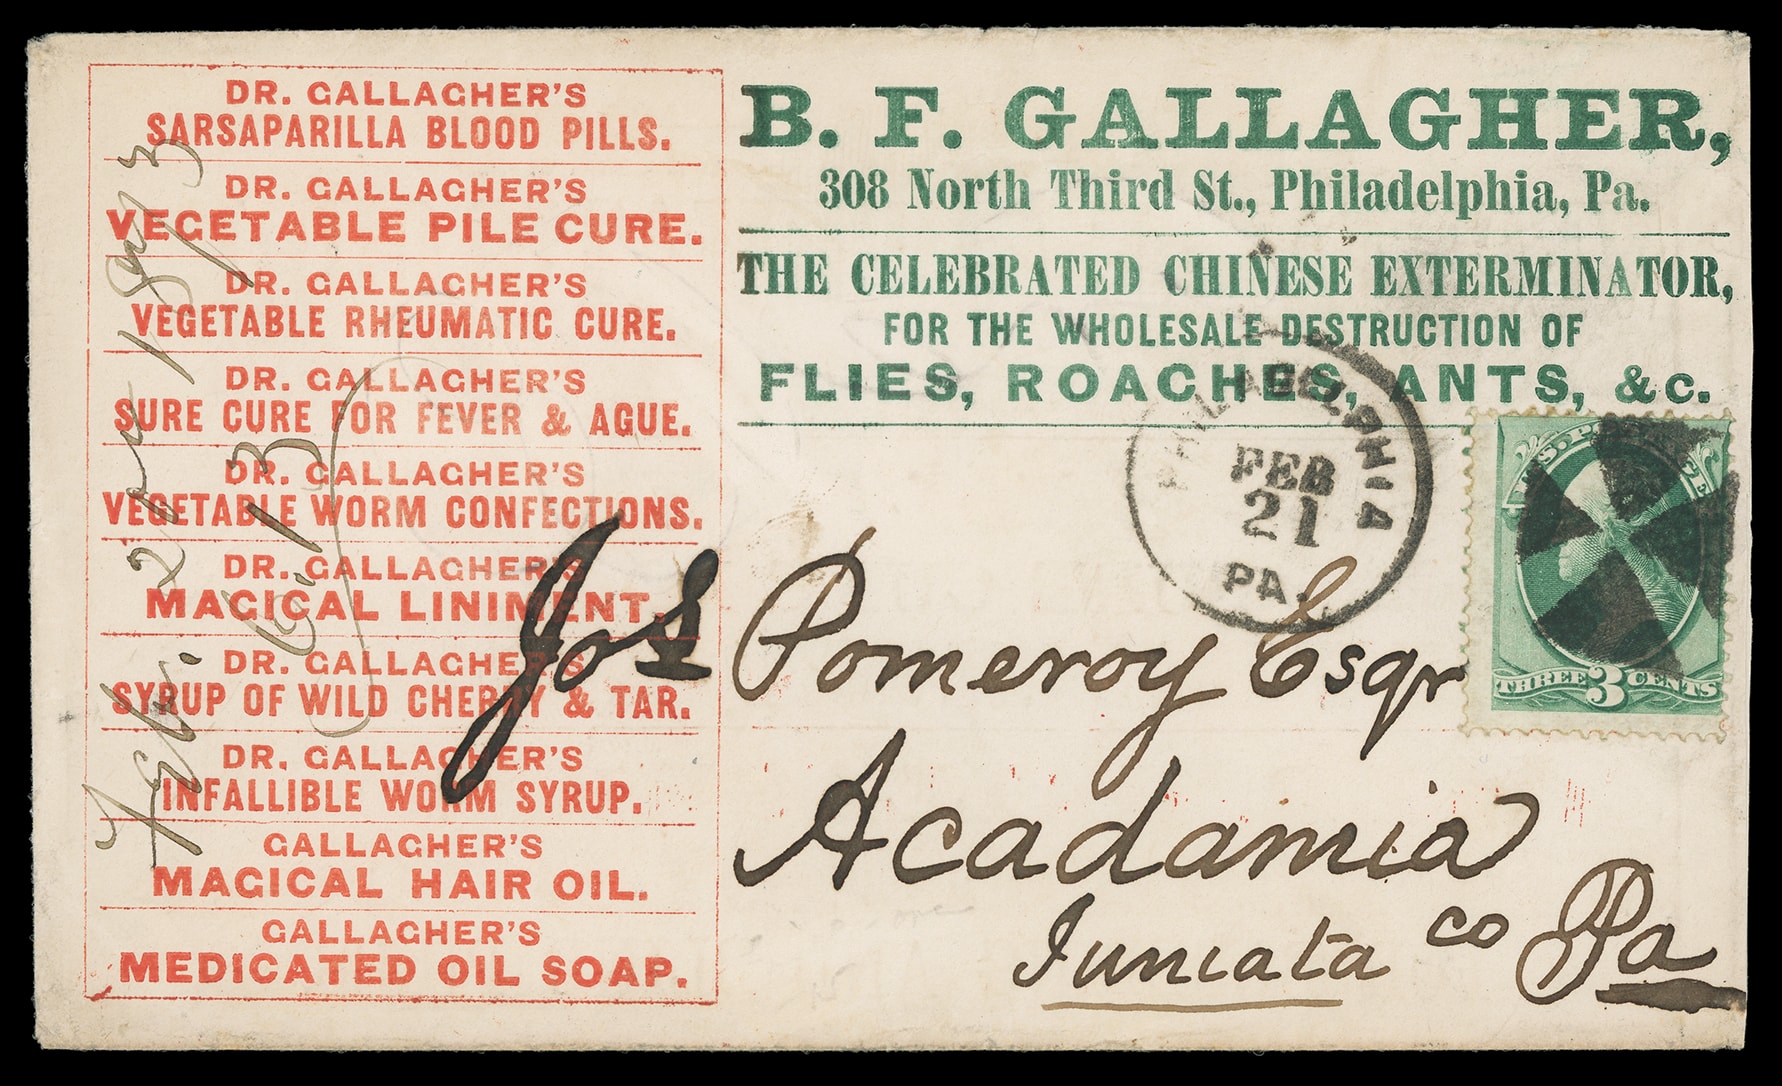 DR. GALLAGHER'S
SARSAPARILLA BLOOD PILLS.
DR. GALLAGHER'S
VEGETABLE PILE CURE.
DR. GALLAGHER'S
VEGETABLE RHEUMATIC CURE.
DR. GALLAGHER'S
SURE CURE FOR FEVER & AGUE.
DR. GALLAGHER'S
VEGETABLE WORM CONFECTIONS.
DR. GALLAGHER'S
MAGICAL LINIMENT.
DR. GALLAGHER'S
SYRUP OF WILD CHERRY & TAR.
DR. GALLAGHER'S
INFALLIBLE WORM SYRUP.
GALLAGHER'S
MAGICAL HAIR OIL.
GALLAGHER'S
MEDICATED OIL SOAP.
B. F. GALLAGHER,
308 North Third St., Philadelphia, Pa.
THE CELEBRATED CHINESE EXTERMINATOR,
FOR THE WHOLESALE DESTRUCTION OF
FLIES, ROACHES, ANTS, &c.
PHILADELPHIA
FEB
21
PA.
U.S. POSTAGE
THREE 3 CENTS
Jos Pomeroy Esqr
Acadamia
Juniata co Pa